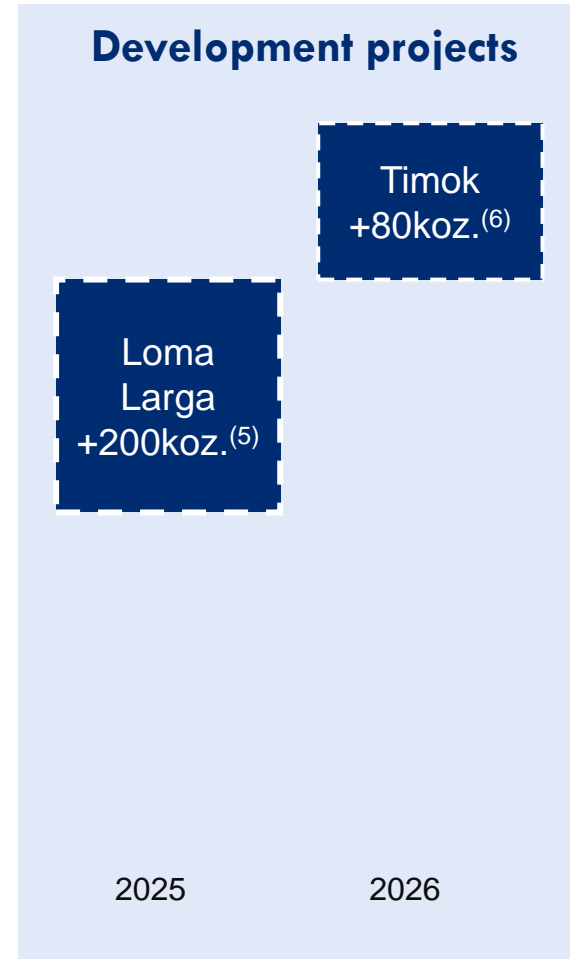 Development projects
Timok
+80koz.(6)
Loma
Larga
+200koz.(5)
2025 2026